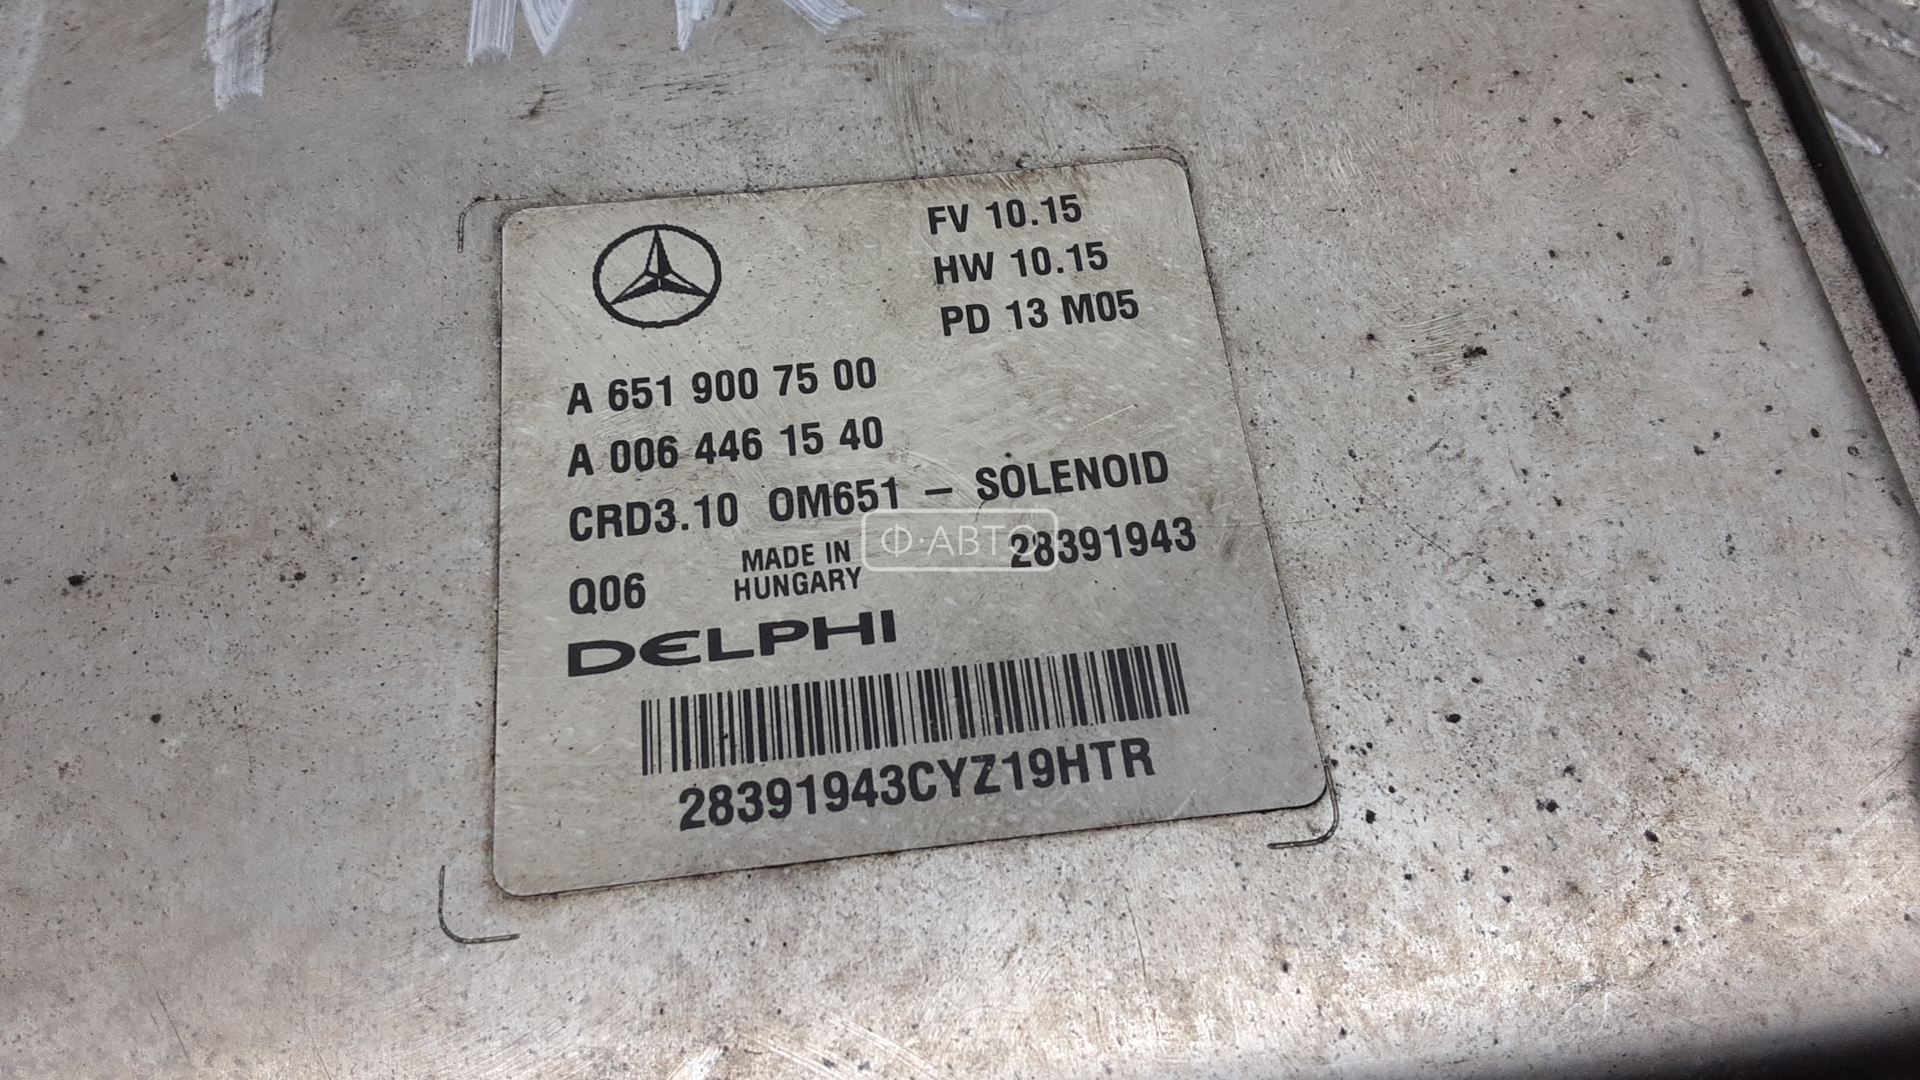 FV 10.15
HW 10.15
PD 13 M05
A 651 900 75 00
A 006 446 15 40
CRD3.10 OM651 – SOLENOID
Q06
MADE IN
HUNGARY
28391943
Ф·АВТО
DELPHI
28391943CYZ19HTR